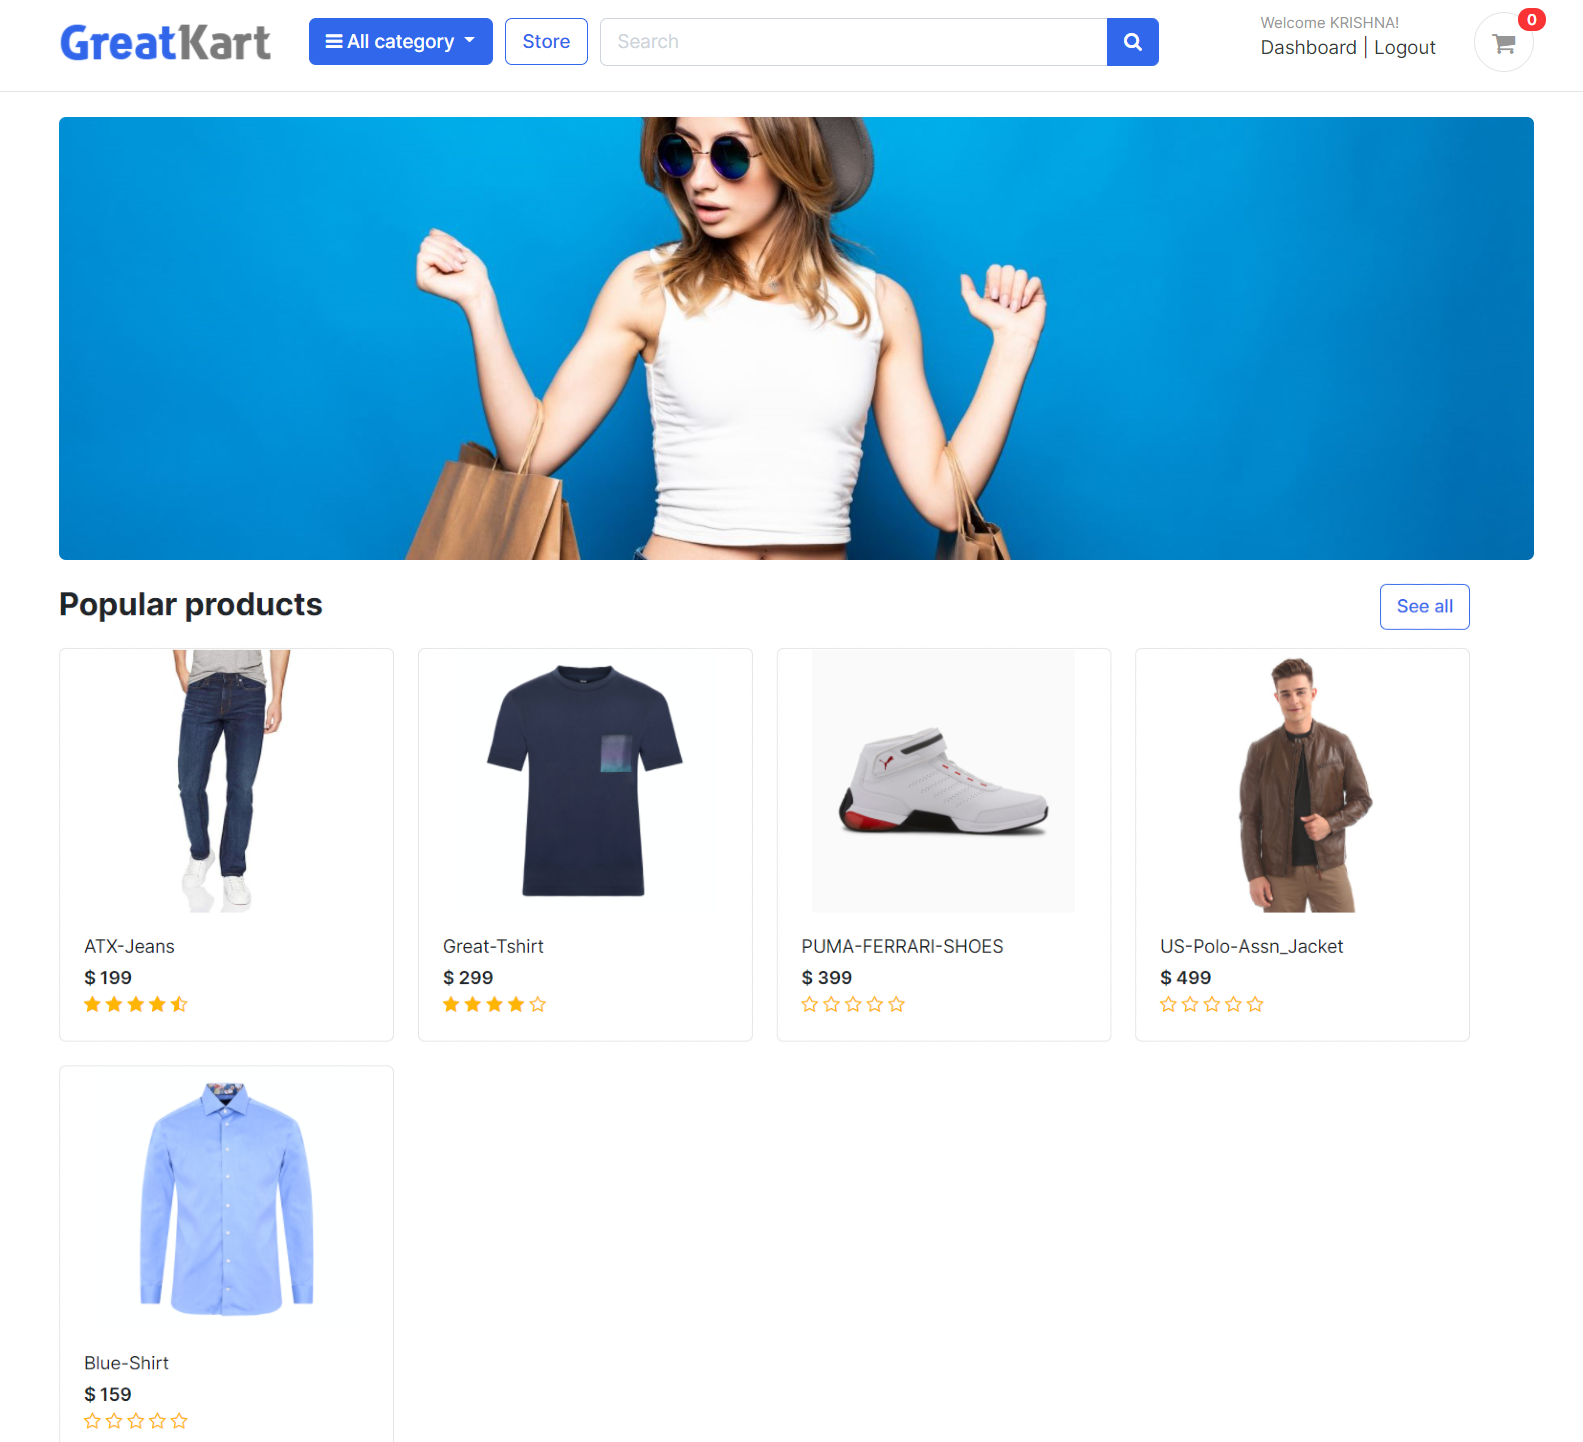 GreatKart
All category
Store
Search
Welcome KRISHNA!
Dashboard | Logout
0
Popular products
See all
ATX-Jeans
$ 199
Great-Tshirt
$ 299
PUMA-FERRARI-SHOES
$ 399
US-Polo-Assn_Jacket
$ 499
Blue-Shirt
$ 159